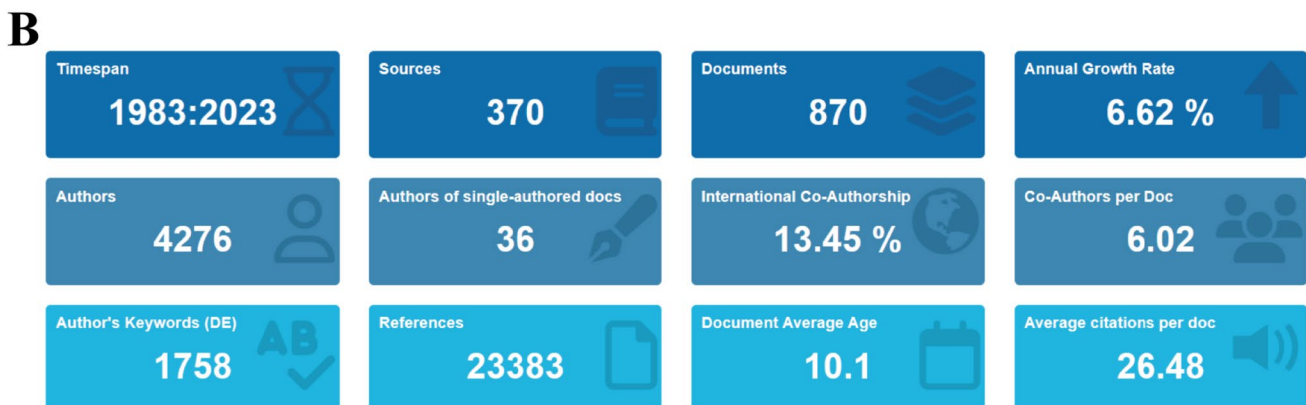 B
Timespan
1983:2023
Sources
370
Documents
870
Annual Growth Rate
6.62 %
Authors
4276
Authors of single-authored docs
36
International Co-Authorship
13.45 %
Co-Authors per Doc
6.02
Author's Keywords (DE)
1758
AB
References
23383
Document Average Age
10.1
Average citations per doc
26.48